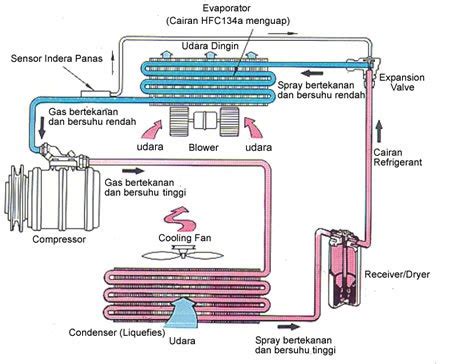 Evaporator
(Cairan HFC134a menguap)
Udara Dingin
Sensor Indera Panas
Spray bertekanan
dan bersuhu rendah
Expansion
Valve
Gas bertekanan
dan bersuhu rendah
udara
Blower
udara
Cairan
Refrigerant
Gas bertekanan
dan bersuhu tinggi
Compressor
Cooling Fan
Receiver/Dryer
Condenser (Liquefies)
Udara
Spray bertekanan
dan bersuhu tinggi